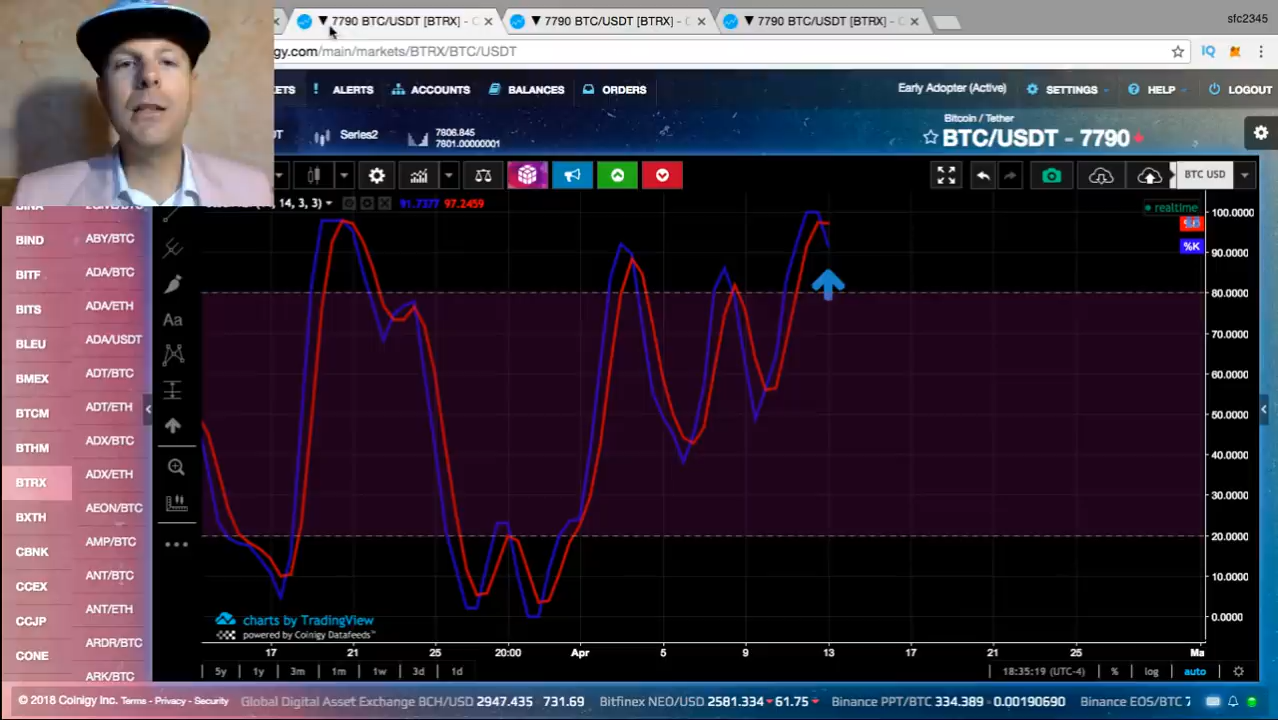 ▼ 7790 BTC/USDT [BTRX] -
▼ 7790 BTC/USDT [BTRX] -
▼ 7790 BTC/USDT [BTRX] -
sfc2345
gy.com/main/markets/BTRX/BTC/USDT
IQ
ETS
ALERTS
ACCOUNTS
BALANCES
ORDERS
Early Adopter (Active)
SETTINGS
HELP
LOGOUT
Series2
7806.845
7801.00000001
Bitcoin / Tether
BTC/USDT - 7790
BTC USD
14, 3, 3)
91.7377 97.2459
realtime
%K
100.0000
90.0000
80.0000
70.0000
60.0000
50.0000
40.0000
30.0000
20.0000
10.0000
0.0000
BIND
BITF
BITS
BLEU
BMEX
BTCM
BTHM
BTRX
BXTH
CBNK
CCEX
CCJP
CONE
ABY/BTC
ADA/BTC
ADA/ETH
ADA/USDT
ADT/BTC
ADT/ETH
ADX/BTC
ADX/ETH
AEON/BTC
AMP/BTC
ANT/BTC
ANT/ETH
ARDR/BTC
ARK/BTC
Aa
charts by TradingView
powered by Coinigy Datafeeds™
17 21 25 20:00 Apr 5 9 13 17 21 25 Ma
5y 1y 3m 1m 1w 3d 1d
18:35:19 (UTC-4) % log auto
© 2018 Coinigy Inc. Terms - Privacy - Security
Global Digital Asset Exchange BCH/USD 2947.435 731.69 Bitfinex NEO/USD 2581.334 61.75 Binance PPT/BTC 334.389 0.00190690 Binance EOS/BTC 7